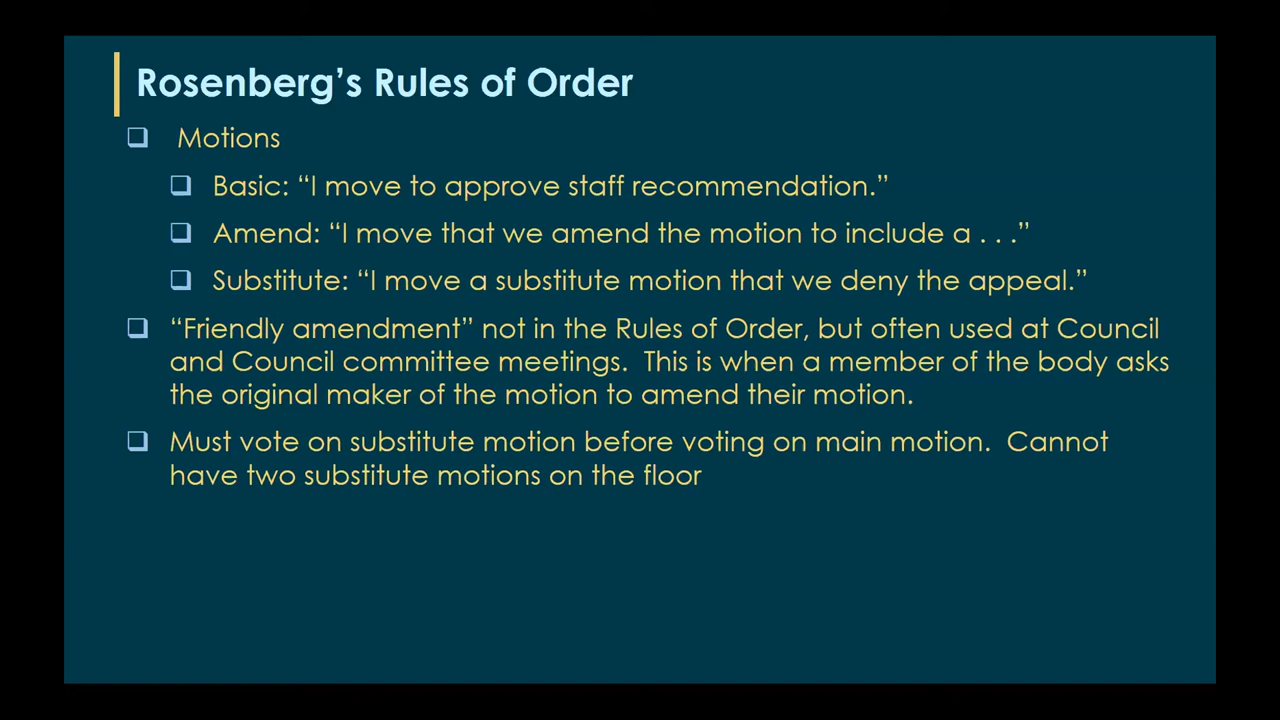 Rosenberg’s Rules of Order
Motions
Basic: “I move to approve staff recommendation.”
Amend: “I move that we amend the motion to include a . . .”
Substitute: “I move a substitute motion that we deny the appeal.”
“Friendly amendment” not in the Rules of Order, but often used at Council
and Council committee meetings.  This is when a member of the body asks
the original maker of the motion to amend their motion.
Must vote on substitute motion before voting on main motion.  Cannot
have two substitute motions on the floor